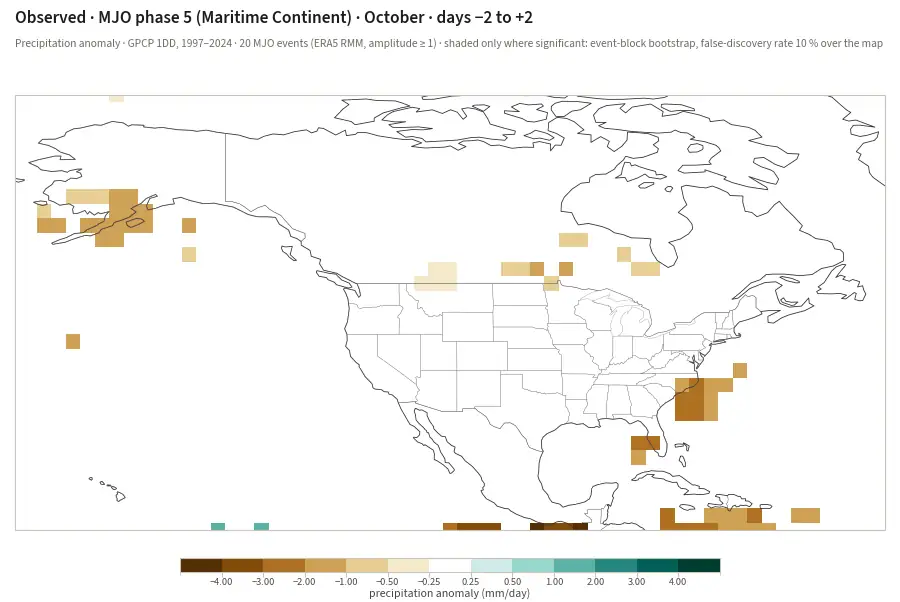 Observed · MJO phase 5 (Maritime Continent) · October · days −2 to +2
Precipitation anomaly · GPCP 1DD, 1997–2024 · 20 MJO events (ERA5 RMM, amplitude ≥ 1) · shaded only where significant: event-block bootstrap, false-discovery rate 10 % over the map
−4.00 −3.00 −2.00 −1.00 −0.50 −0.25 0.25 0.50 1.00 2.00 3.00 4.00
precipitation anomaly (mm/day)